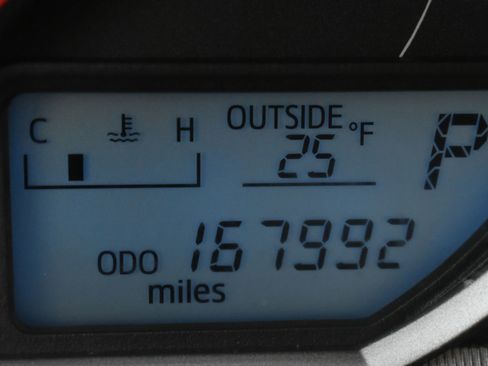 C H OUTSIDE °F P
25
ODO 167992
miles